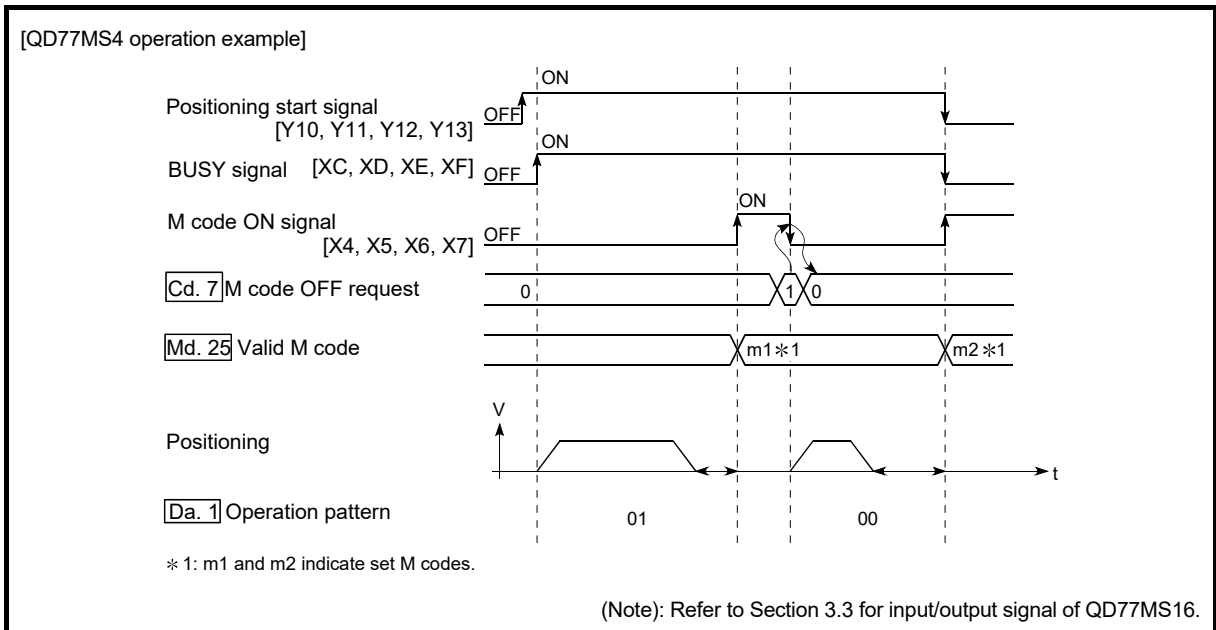 [QD77MS4 operation example]
ON
Positioning start signal
[Y10, Y11, Y12, Y13]
OFF
ON
BUSY signal [XC, XD, XE, XF]
OFF
ON
M code ON signal
[X4, X5, X6, X7]
OFF
Cd. 7 M code OFF request
0 1 0
Md. 25 Valid M code
m1*1 m2*1
V
Positioning
t
Da. 1 Operation pattern
01 00
* 1: m1 and m2 indicate set M codes.
(Note): Refer to Section 3.3 for input/output signal of QD77MS16.